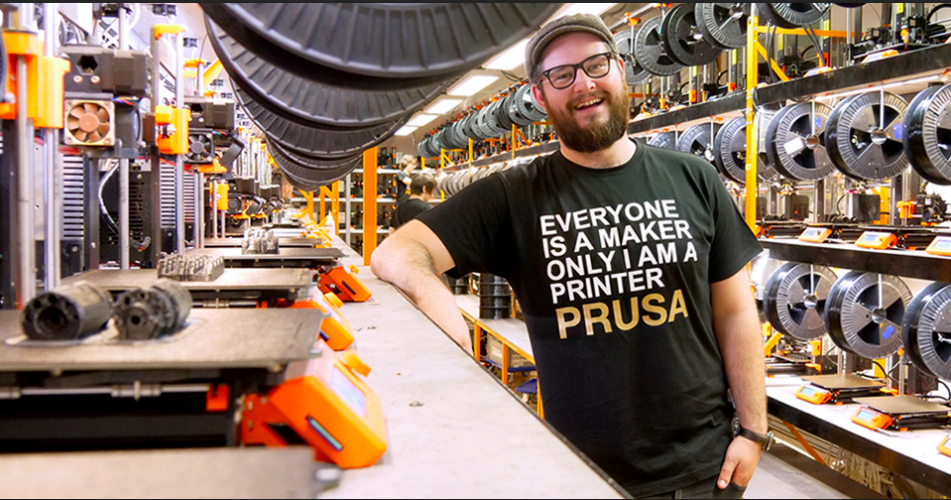 EVERYONE
IS A MAKER
ONLY I AM A
PRINTER
PRUSA